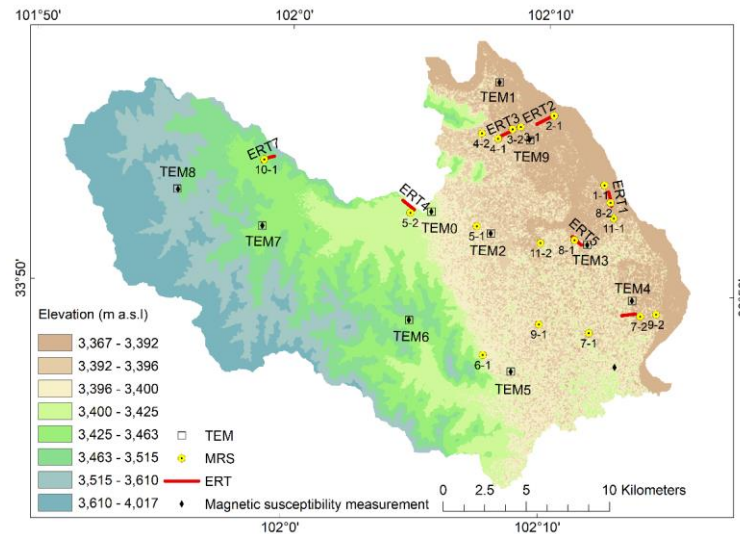 101°50'
102°0'
102°10'
TEM1
ERT3
ERT2
2-1
4-2
4-1
3-2
3-1
TEM9
ERT7
10-1
TEM8
ERT4
1-1
ERT1
8-2
11-1
5-2
TEM0
5-1
TEM2
ERT5
TEM7
11-2
8-1
TEM3
33°50'
TEM4
Elevation (m a.s.l)
3,367 - 3,392
3,392 - 3,396
3,396 - 3,400
3,400 - 3,425
3,425 - 3,463
3,463 - 3,515
3,515 - 3,610
3,610 - 4,017
TEM6
9-1
7-2
9-2
7-1
6-1
TEM5
TEM
MRS
ERT
Magnetic susceptibility measurement
0 2.5 5 10 Kilometers
102°0'
102°10'